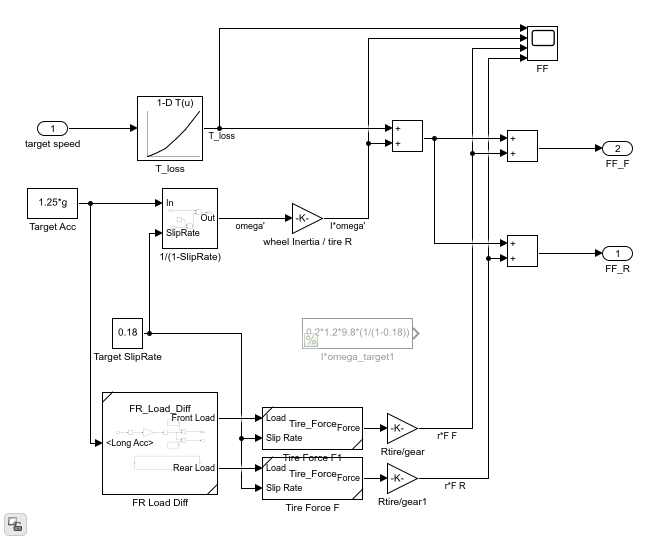 FF
1-D T(u)
1
target speed
T_loss
T_loss
+
+
+
+
2
FF_F
1.25*g
Target Acc
In
Out
SlipRate
1/(1-SlipRate)
omega'
-K-
I*omega'
wheel Inertia / tire R
+
+
1
FF_R
0.18
Target SlipRate
0.2*1.2*9.8*(1/(1-0.18))
%
I*omega_target1
FR_Load_Diff
Front Load
<Long Acc>
Rear Load
FR Load Diff
Load
Tire_Force
Force
Slip Rate
Tire Force F1
-K-
Rtire/gear
r*F F
Load
Tire_Force
Force
Slip Rate
Tire Force F
-K-
Rtire/gear1
r*F R